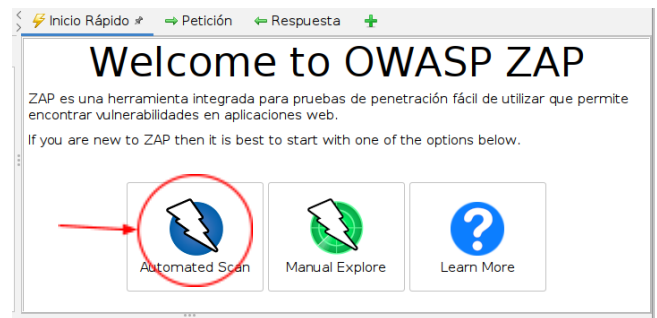 Inicio Rápido Petición Respuesta
Welcome to OWASP ZAP
ZAP es una herramienta integrada para pruebas de penetración fácil de utilizar que permite
encontrar vulnerabilidades en aplicaciones web.
If you are new to ZAP then it is best to start with one of the options below.
Automated Scan Manual Explore Learn More